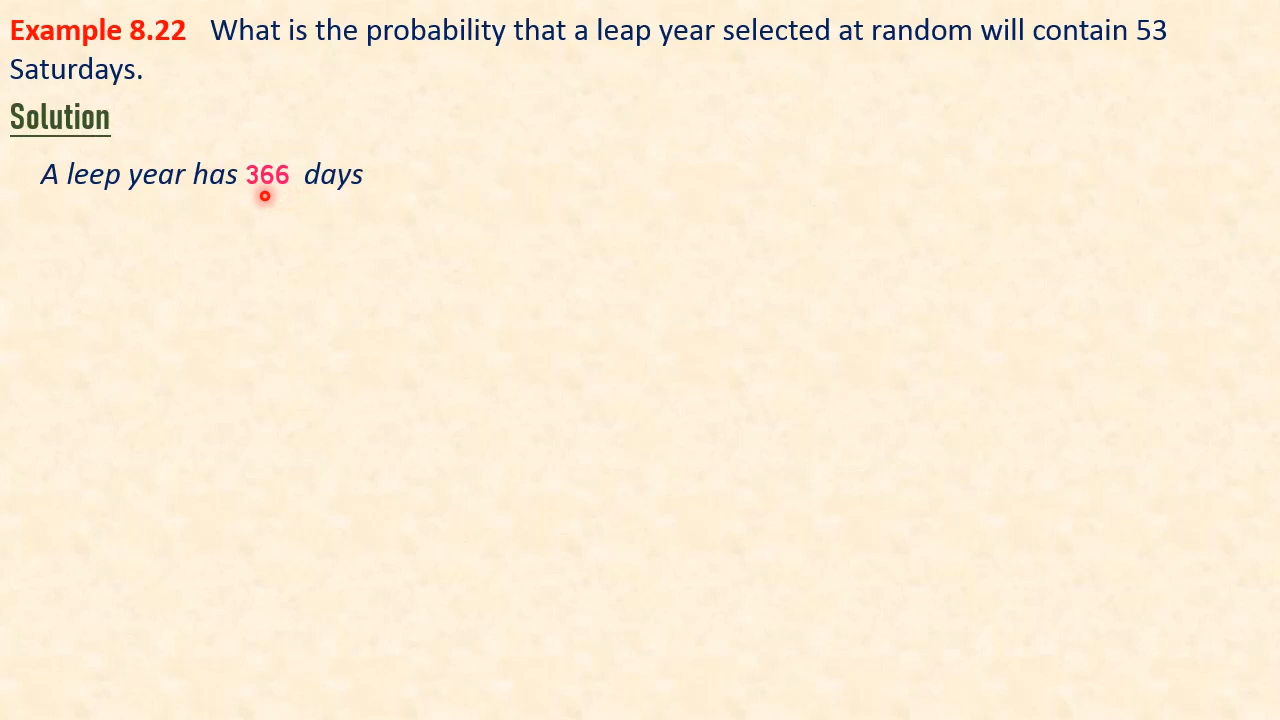 Example 8.22 What is the probability that a leap year selected at random will contain 53
Saturdays.
Solution
A leep year has 366 days